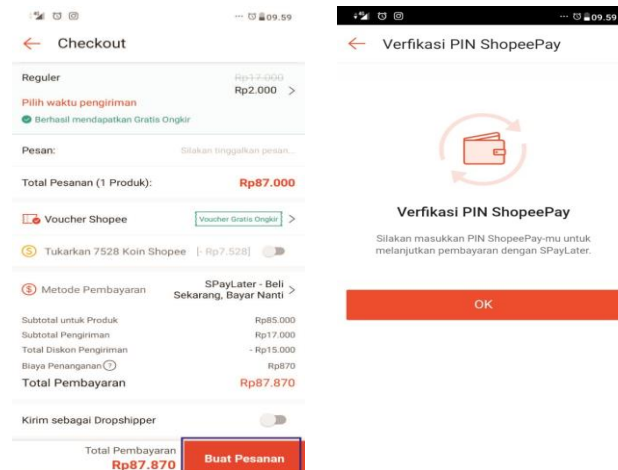 09.59
Checkout
Reguler
Rp17.000
Rp2.000 >
Pilih waktu pengiriman
Berhasil mendapatkan Gratis Ongkir
Pesan:
Silakan tinggalkan pesan...
Total Pesanan (1 Produk):
Rp87.000
Voucher Shopee
Voucher Gratis Ongkir >
Tukarkan 7528 Koin Shopee
[- Rp7.528]
Metode Pembayaran
SPayLater - Beli
Sekarang, Bayar Nanti >
Subtotal untuk Produk
Rp85.000
Subtotal Pengiriman
Rp17.000
Total Diskon Pengiriman
- Rp15.000
Biaya Penanganan ?
Rp870
Total Pembayaran
Rp87.870
Kirim sebagai Dropshipper
Total Pembayaran
Rp87.870
Buat Pesanan
09.59
Verfikasi PIN ShopeePay
Verfikasi PIN ShopeePay
Silakan masukkan PIN ShopeePay-mu untuk
melanjutkan pembayaran dengan SPayLater.
OK